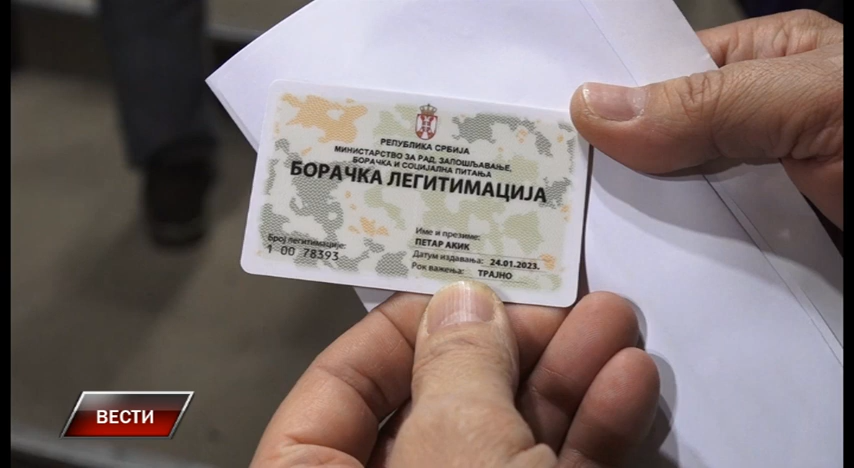 РЕПУБЛИКА СРБИЈА
МИНИСТАРСТВО ЗА РАД, ЗАПОШЉАВАЊЕ,
БОРАЧКА И СОЦИЈАЛНА ПИТАЊА
БОРАЧКА ЛЕГИТИМАЦИЈА
Број легитимације:
1 00 78393
Име и презиме:
ПЕТАР АКИК
Датум издавања: 24.01.2023.
Рок важења: ТРАЈНО
ВЕСТИ